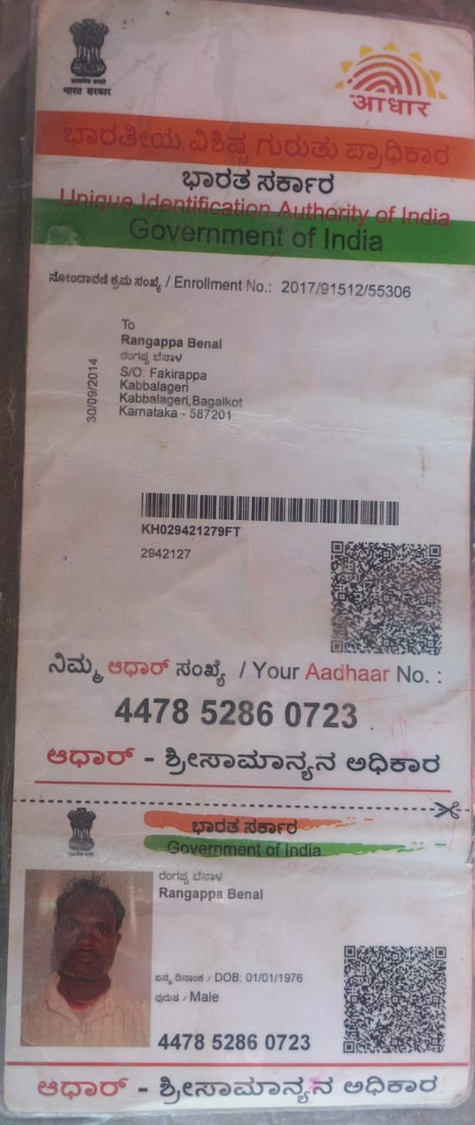 भारत सरकार
आधार
ಭಾರತೀಯ ವಿಶಿಷ್ಟ ಗುರುತು ಪ್ರಾಧಿಕಾರ
ಭಾರತ ಸರ್ಕಾರ
Unique Identification Authority of India
Government of India
ನೋಂದಾವಣೆ ಕ್ರಮ ಸಂಖ್ಯೆ / Enrollment No.: 2017/91512/55306
To
Rangappa Benal
ರಂಗಪ್ಪ ಬೆನಾಳ
S/O: Fakirappa
Kabbalageri
Kabbalageri,Bagalkot
Karnataka - 587201
30/09/2014
KH029421279FT
2942127
ನಿಮ್ಮ ಆಧಾರ್ ಸಂಖ್ಯೆ / Your Aadhaar No. :
4478 5286 0723
ಆಧಾರ್ - ಶ್ರೀಸಾಮಾನ್ಯನ ಅಧಿಕಾರ
ಭಾರತ ಸರ್ಕಾರ
Government of India
ರಂಗಪ್ಪ ಬೆನಾಳ
Rangappa Benal
ಜನ್ಮ ದಿನಾಂಕ / DOB: 01/01/1976
ಪುರುಷ / Male
4478 5286 0723
ಆಧಾರ್ - ಶ್ರೀಸಾಮಾನ್ಯನ ಅಧಿಕಾರ